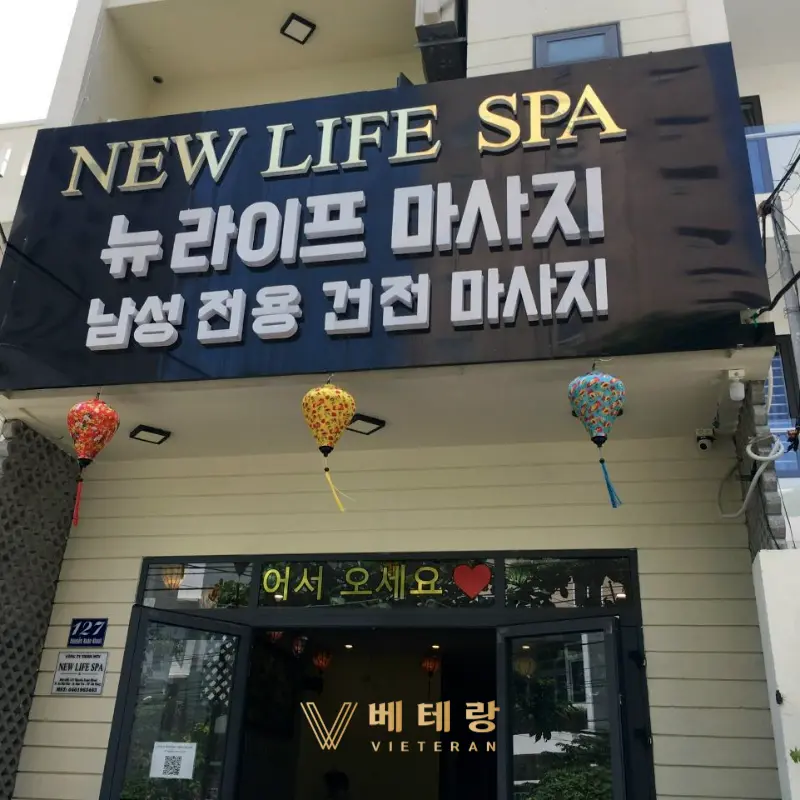 NEW LIFE SPA
뉴라이프 마사지
남성 전용 건전 마사지
어서 오세요
127
NEW LIFE SPA
베테랑
VIETERAN